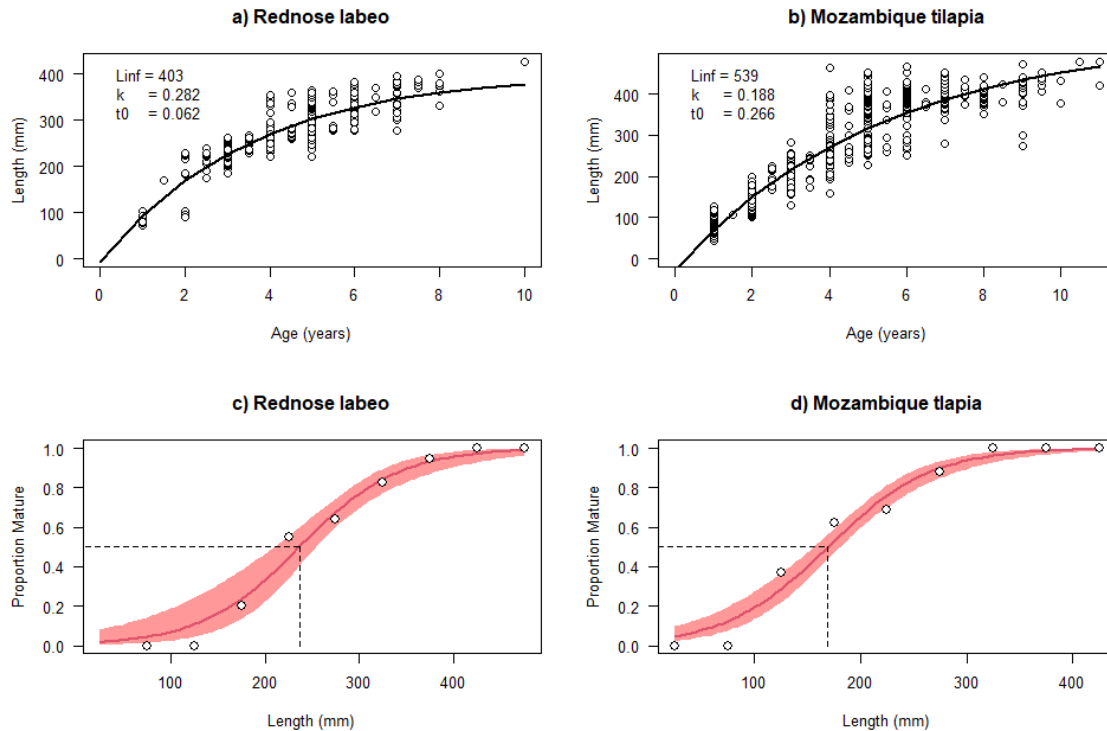 a) Rednose labeo
Linf = 403
k = 0.282
t0 = 0.062
400
300
200
100
0
Length (mm)
0 2 4 6 8 10
Age (years)
b) Mozambique tilapia
Linf = 539
k = 0.188
t0 = 0.266
400
300
200
100
0
Length (mm)
0 2 4 6 8 10
Age (years)
c) Rednose labeo
1.0
0.8
0.6
0.4
0.2
0.0
Proportion Mature
100 200 300 400
Length (mm)
d) Mozambique tlapia
1.0
0.8
0.6
0.4
0.2
0.0
Proportion Mature
100 200 300 400
Length (mm)